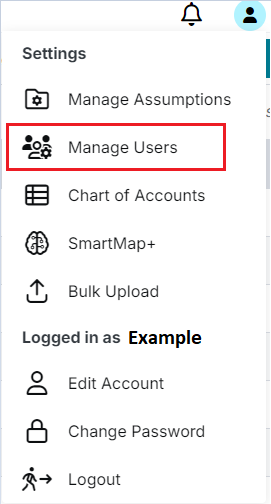 Settings
Manage Assumptions
Manage Users
Chart of Accounts
SmartMap+
Bulk Upload
Logged in as Example
Edit Account
Change Password
Logout